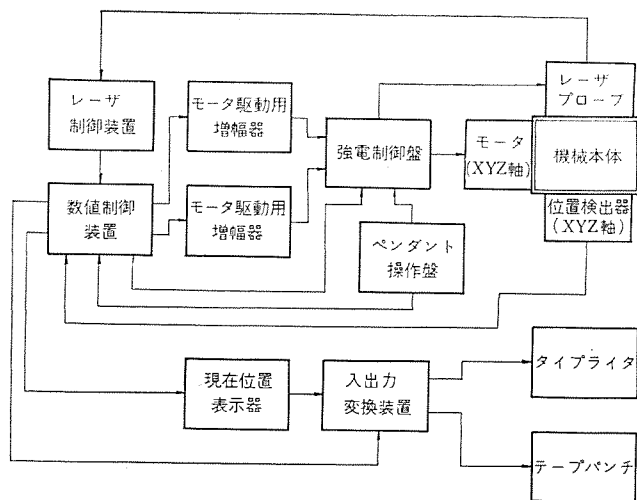 レーザ
制御装置
モータ駆動用
増幅器
レーザ
プローブ
強電制御盤
モータ
(XYZ軸)
機械本体
数値制御
装置
モータ駆動用
増幅器
位置検出器
(XYZ軸)
ペンダント
操作盤
現在位置
表示器
入出力
変換装置
タイプライタ
テープパンチ